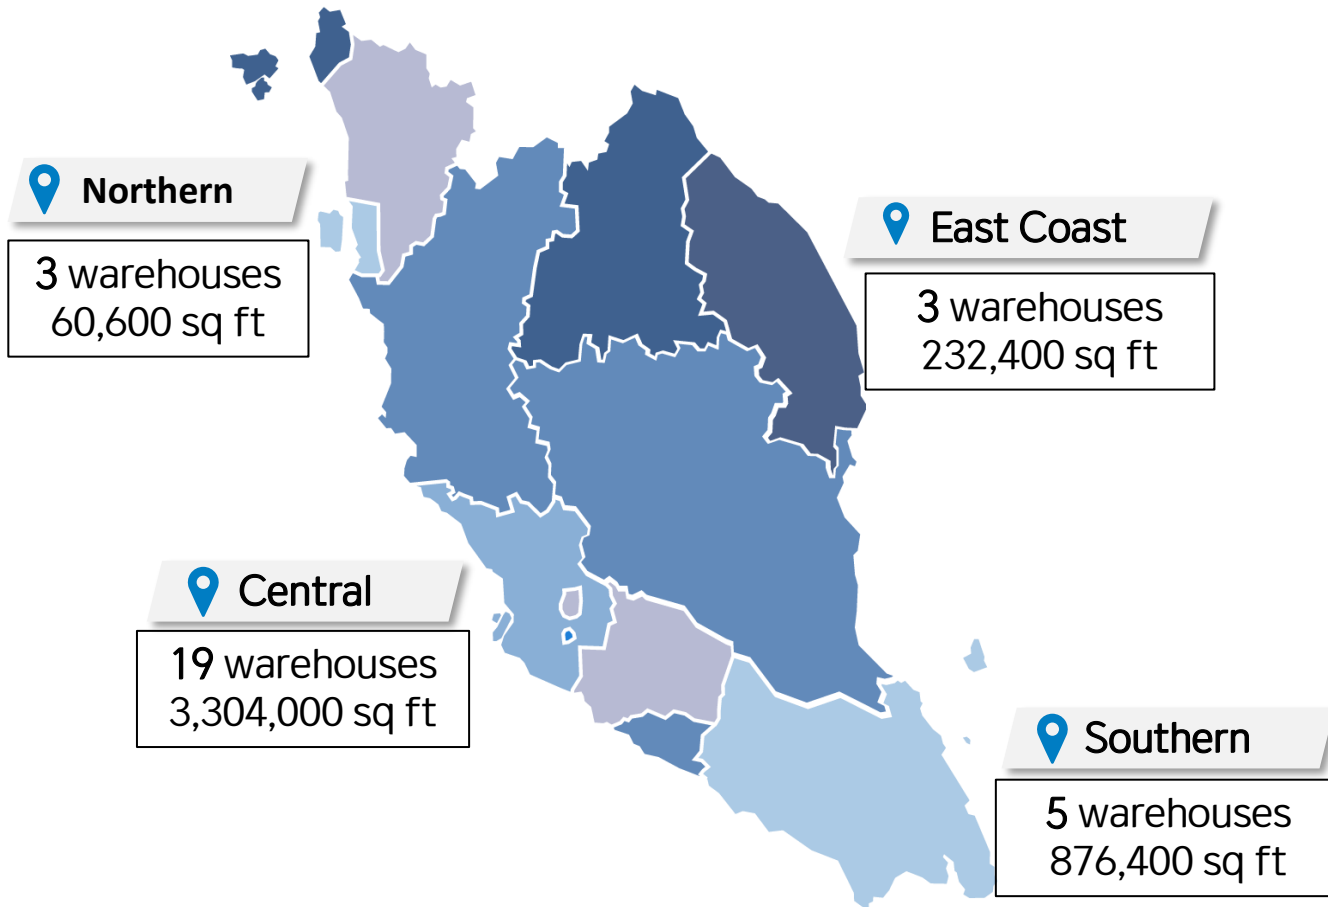 Northern
3 warehouses
60,600 sq ft
East Coast
3 warehouses
232,400 sq ft
Central
19 warehouses
3,304,000 sq ft
Southern
5 warehouses
876,400 sq ft